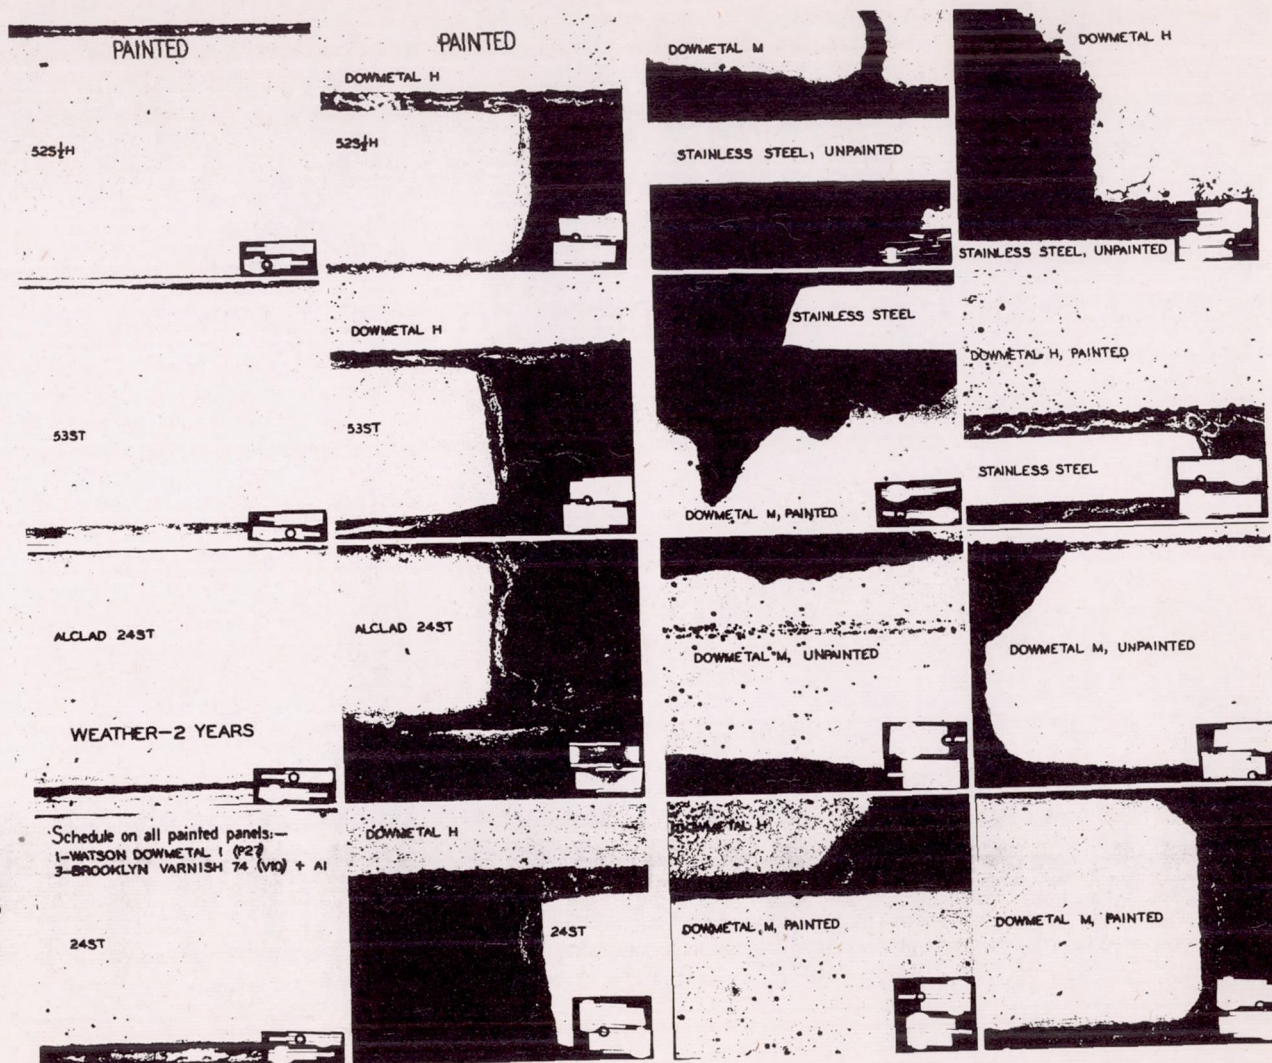 PAINTED
PAINTED
DOWMETAL M
DOWMETAL H
DOWMETAL H
52S½H
52S½H
STAINLESS STEEL, UNPAINTED
STAINLESS STEEL, UNPAINTED
DOWMETAL H
STAINLESS STEEL
DOWMETAL H, PAINTED
53ST
53ST
STAINLESS STEEL
DOWMETAL M, PAINTED
ALCLAD 24ST
ALCLAD 24ST
DOWMETAL M, UNPAINTED
DOWMETAL M, UNPAINTED
WEATHER-2 YEARS
Schedule on all painted panels:-
1-WATSON DOWMETAL 1 (P27)
3-BROOKLYN VARNISH 74 (V10) + Al
DOWMETAL H
DOWMETAL H
24ST
24ST
DOWMETAL M, PAINTED
DOWMETAL M, PAINTED